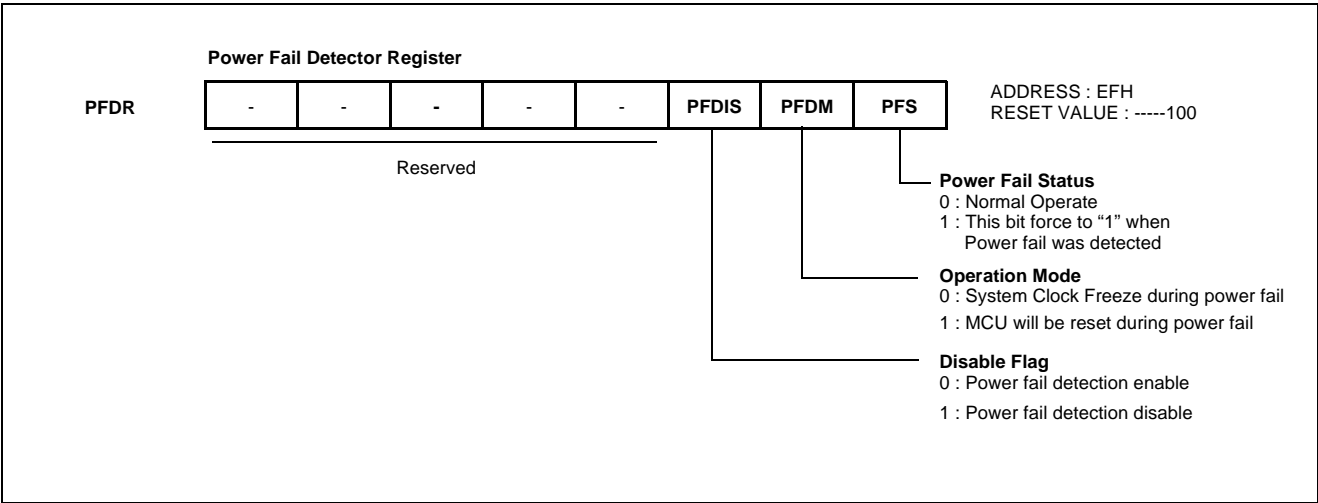 Power Fail Detector Register
PFDR
- - - - - PFDIS PFDM PFS
ADDRESS : EFH
RESET VALUE : -----100
Reserved
Power Fail Status
0 : Normal Operate
1 : This bit force to “1” when
Power fail was detected
Operation Mode
0 : System Clock Freeze during power fail
1 : MCU will be reset during power fail
Disable Flag
0 : Power fail detection enable
1 : Power fail detection disable